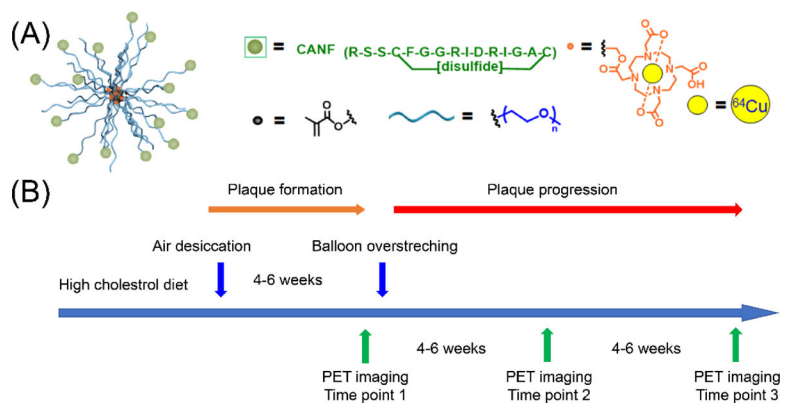 (A)
= CANF (R-S-S-C-F-G-G-R-I-D-R-I-G-A-C)
[disulfide]
=
O
O
N
N
N
N
O
O
O
O
OH
O
O
= 64Cu
=
O
O
=
O
n
(B)
Plaque formation
Plaque progression
Air desiccation
Balloon overstreching
High cholestrol diet
4-6 weeks
4-6 weeks
4-6 weeks
PET imaging
Time point 1
PET imaging
Time point 2
PET imaging
Time point 3